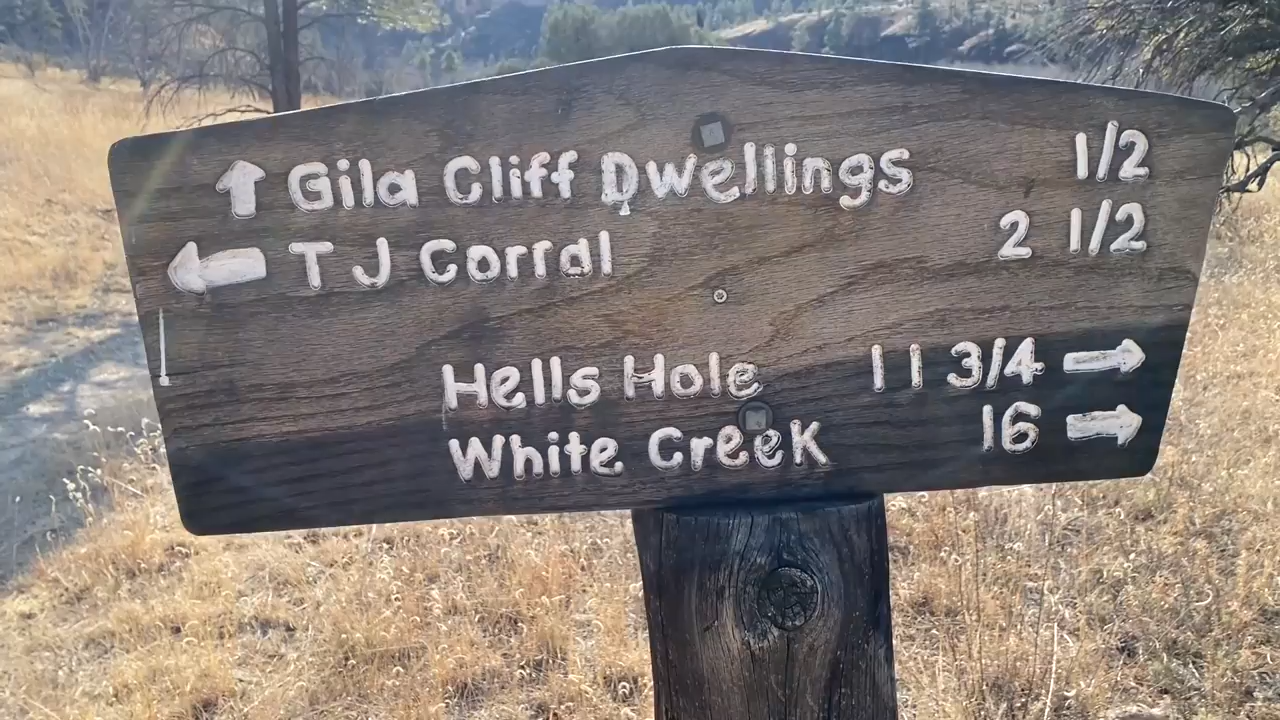 Gila Cliff Dwellings 1/2
T J Corral 2 1/2
Hells Hole 11 3/4
White Creek 16